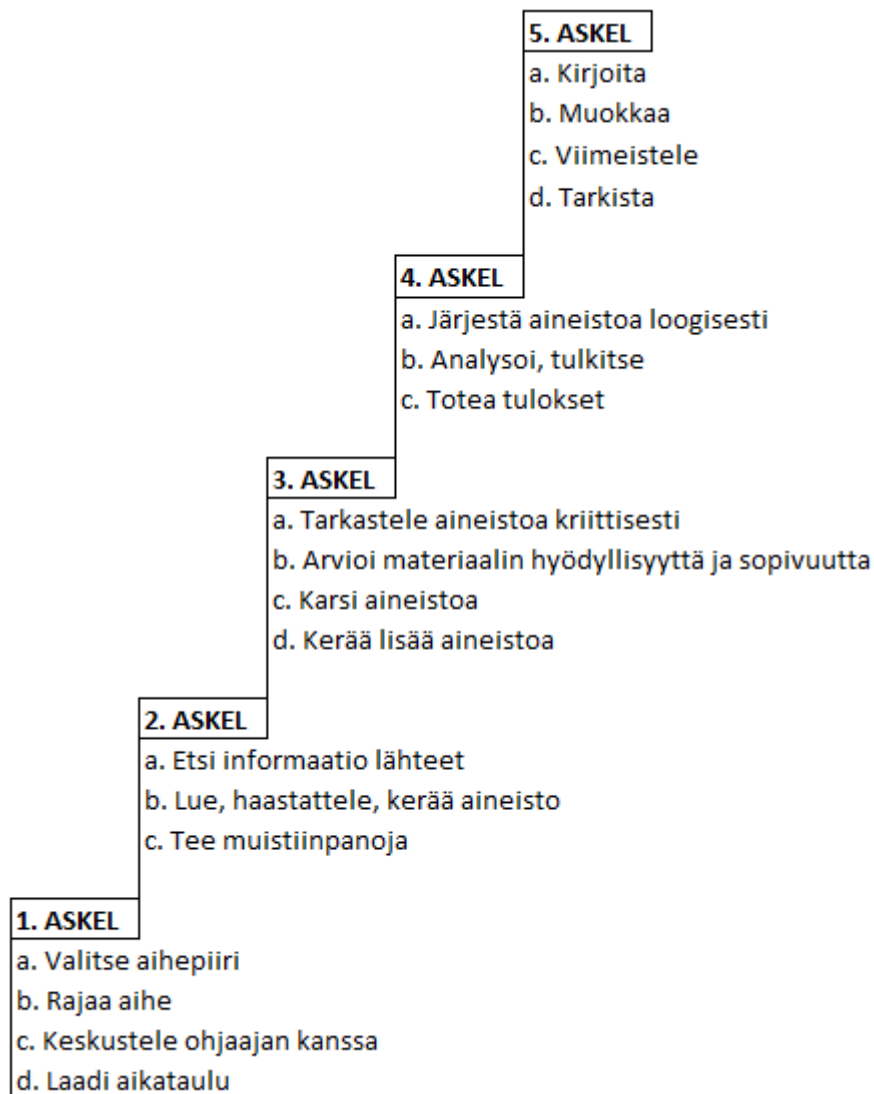 5. ASKEL
a. Kirjoita
b. Muokkaa
c. Viimeistele
d. Tarkista
4. ASKEL
a. Järjestä aineistoa loogisesti
b. Analysoi, tulkitse
c. Totea tulokset
3. ASKEL
a. Tarkastele aineistoa kriittisesti
b. Arvioi materiaalin hyödyllisyyttä ja sopivuutta
c. Karsi aineistoa
d. Kerää lisää aineistoa
2. ASKEL
a. Etsi informaatio lähteet
b. Lue, haastattele, kerää aineisto
c. Tee muistiinpanoja
1. ASKEL
a. Valitse aihepiiri
b. Rajaa aihe
c. Keskustele ohjaajan kanssa
d. Laadi aikataulu